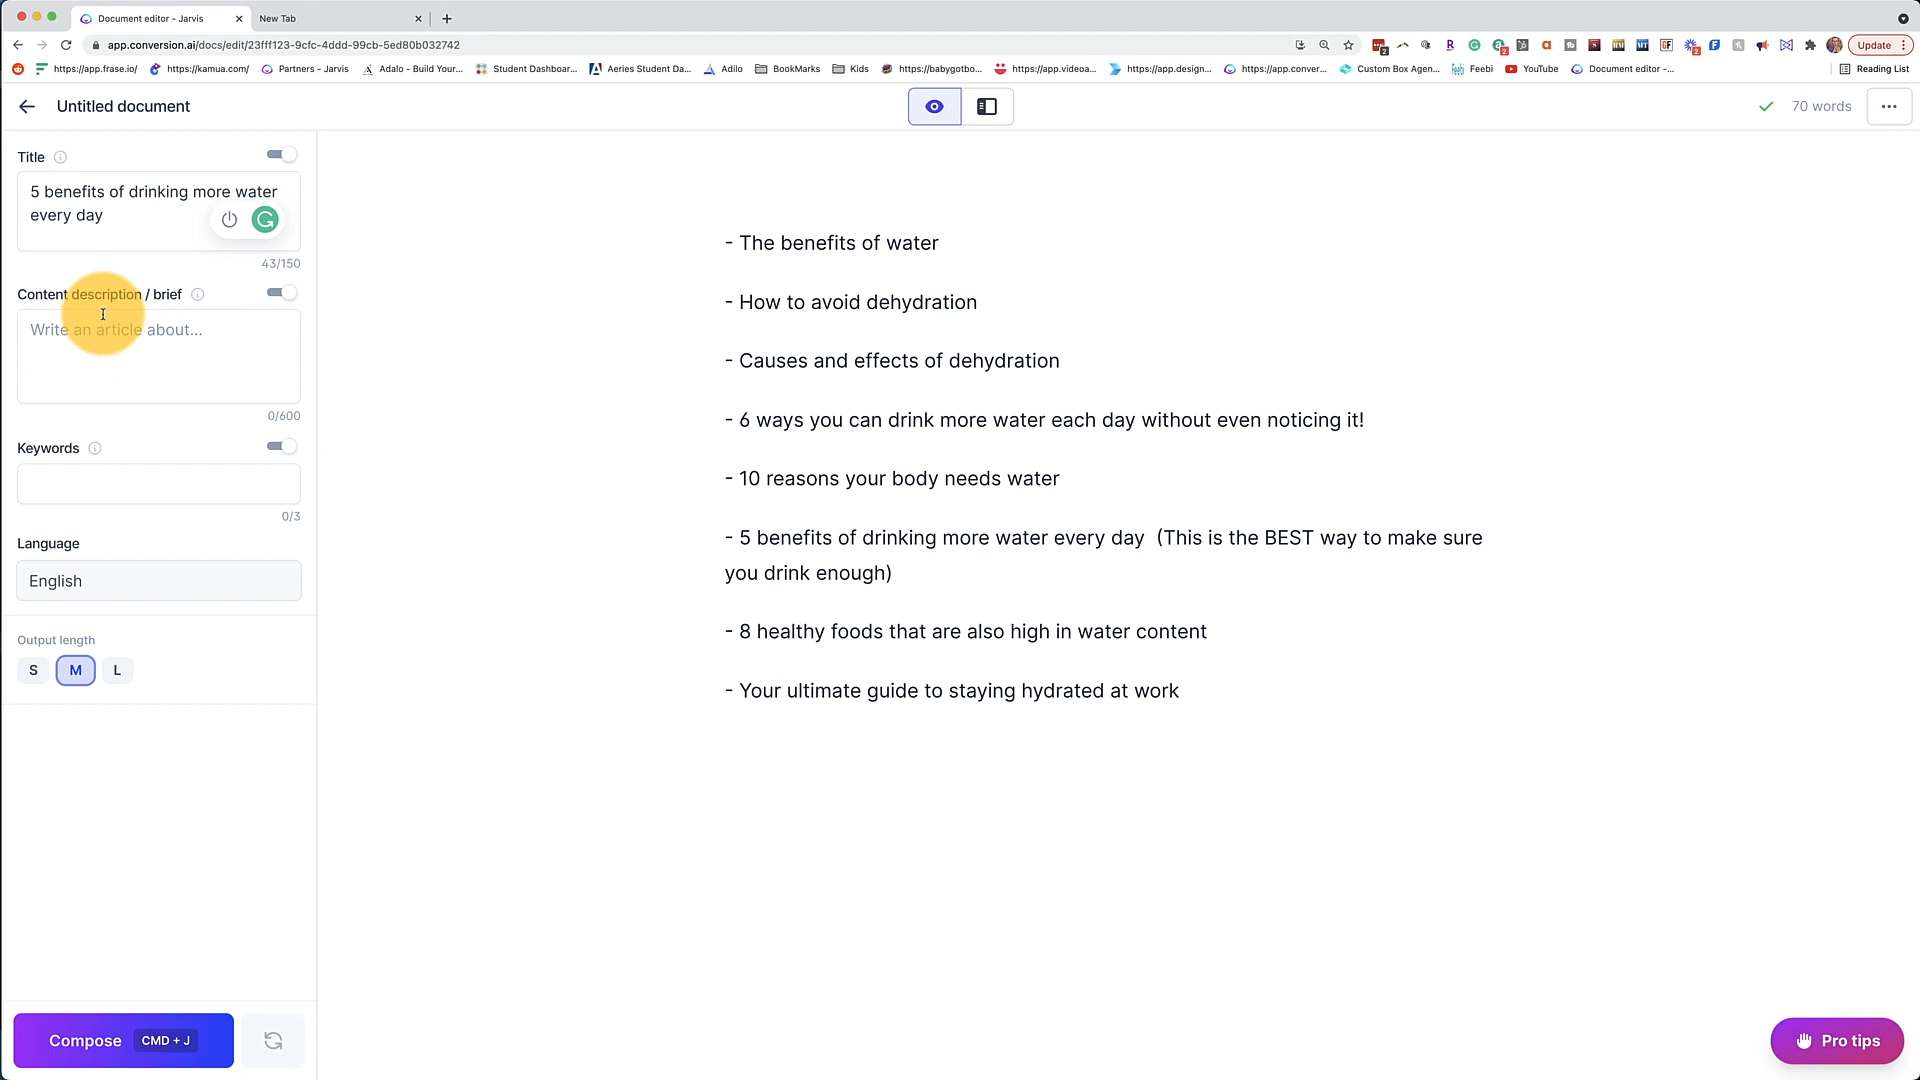 Document editor - Jarvis
New Tab
app.conversion.ai/docs/edit/23fff123-9cfc-4ddd-99cb-5ed80b032742
Update
https://app.frase.io/
https://kamua.com/
Partners - Jarvis
Adalo - Build Your...
Student Dashboar...
Aeries Student Da...
Adilo
BookMarks
Kids
https://babygotbo...
https://app.videoa...
https://app.design...
https://app.conver...
Custom Box Agen...
Feebi
YouTube
Document editor -...
Reading List
Untitled document
70 words
Title
5 benefits of drinking more water
every day
43/150
Content description / brief
Write an article about...
0/600
Keywords
0/3
Language
English
Output length
S M L
Compose CMD + J
- The benefits of water
- How to avoid dehydration
- Causes and effects of dehydration
- 6 ways you can drink more water each day without even noticing it!
- 10 reasons your body needs water
- 5 benefits of drinking more water every day (This is the BEST way to make sure
you drink enough)
- 8 healthy foods that are also high in water content
- Your ultimate guide to staying hydrated at work
Pro tips